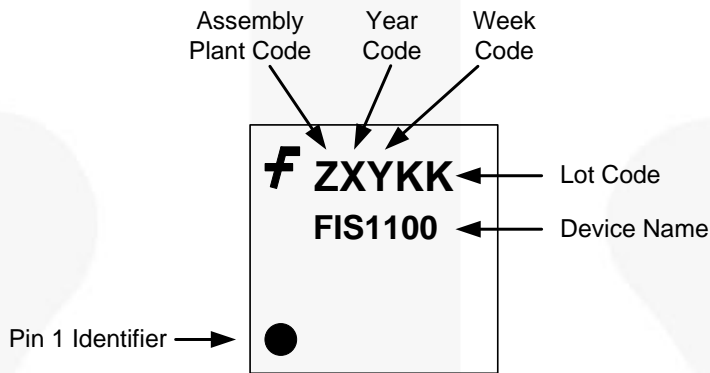 Assembly
Plant Code
Year
Code
Week
Code
ZXYKK
Lot Code
FIS1100
Device Name
Pin 1 Identifier